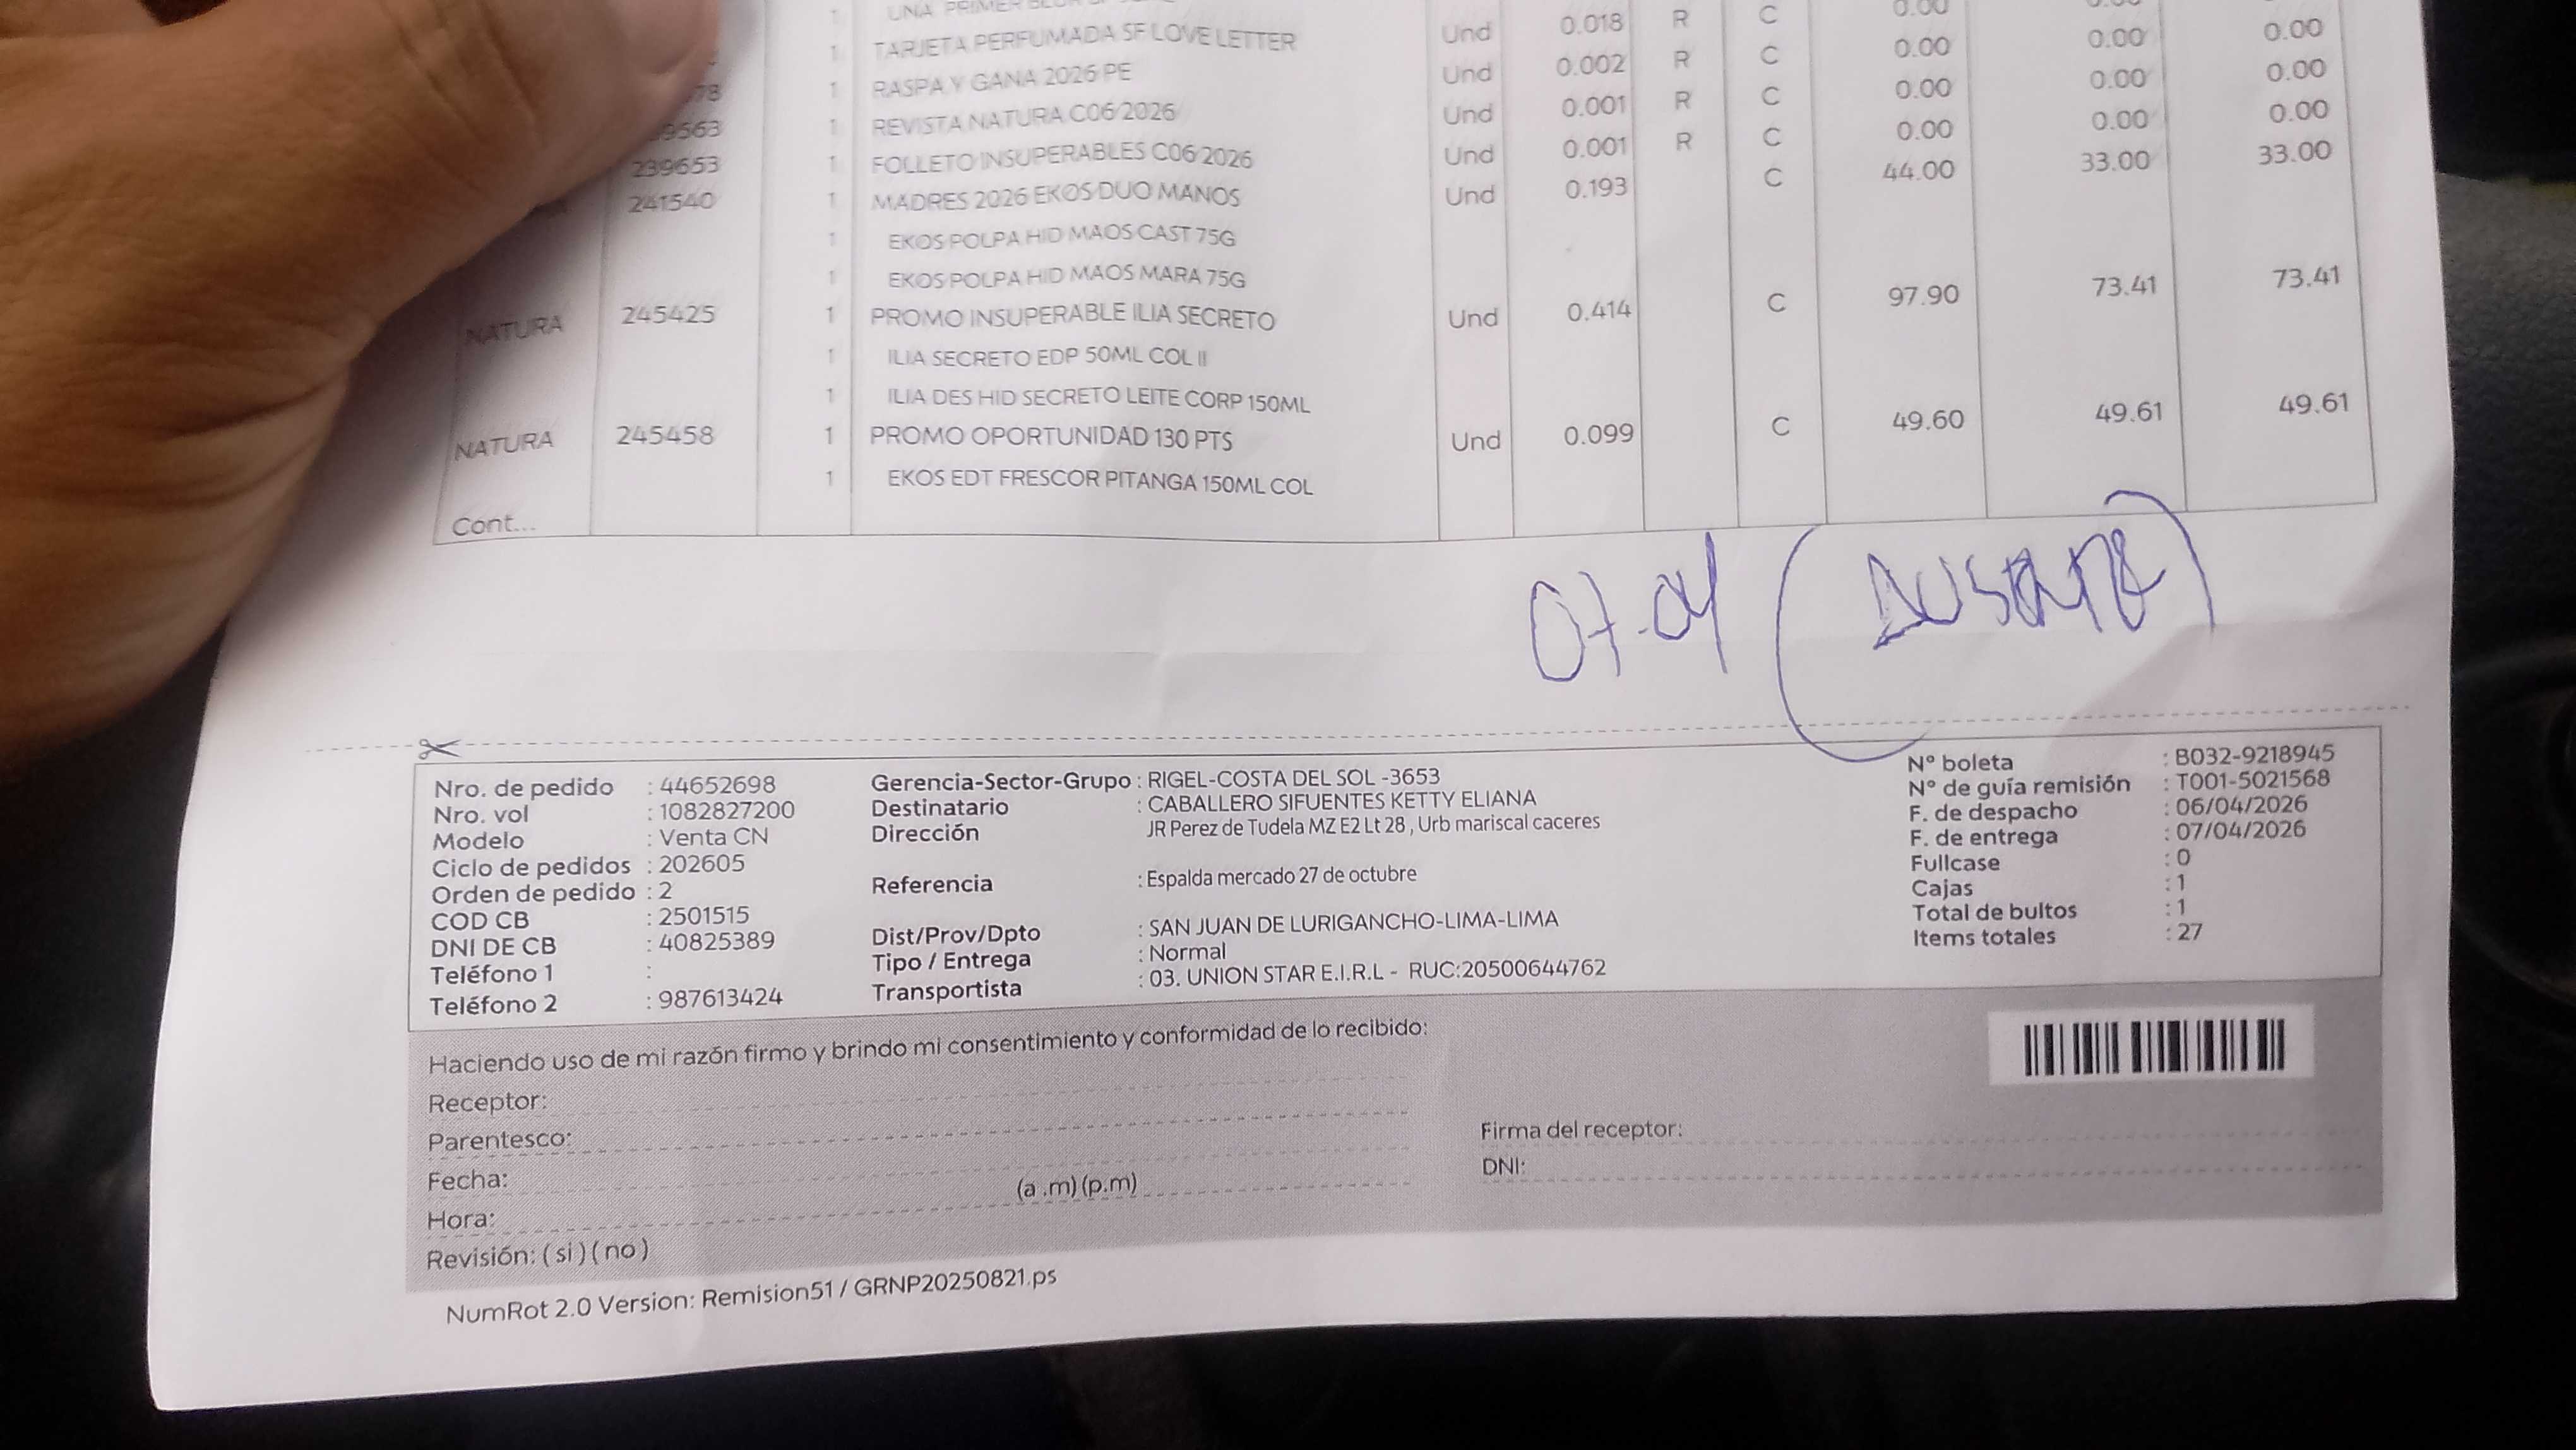 1 UNA PRIMER 0.00
1 TARJETA PERFUMADA SF LOVE LETTER Und 0.018 R C 0.00 0.00 0.00
1 RASPA Y GANA 2026 PE Und 0.002 R C 0.00 0.00 0.00
1 REVISTA NATURA C06/2026 Und 0.001 R C 0.00 0.00 0.00
239653 1 FOLLETO INSUPERABLES C06/2026 Und 0.001 R C
241540 1 MADRES 2026 EKOS DUO MANOS Und 0.193 C 44.00 33.00 33.00
1 EKOS POLPA HID MAOS CAST 75G
1 EKOS POLPA HID MAOS MARA 75G
NATURA 245425 1 PROMO INSUPERABLE ILIA SECRETO Und 0.414 C 97.90 73.41 73.41
1 ILIA SECRETO EDP 50ML COL II
1 ILIA DES HID SECRETO LEITE CORP 150ML
NATURA 245458 1 PROMO OPORTUNIDAD 130 PTS Und 0.099 C 49.60 49.61 49.61
1 EKOS EDT FRESCOR PITANGA 150ML COL
Cont...
07-04
Nro. de pedido : 44652698
Nro. vol : 1082827200
Modelo : Venta CN
Ciclo de pedidos : 202605
Orden de pedido : 2
COD CB : 2501515
DNI DE CB : 40825389
Teléfono 1 :
Teléfono 2 : 987613424
Gerencia-Sector-Grupo : RIGEL-COSTA DEL SOL -3653
Destinatario : CABALLERO SIFUENTES KETTY ELIANA
Dirección JR Perez de Tudela MZ E2 Lt 28 , Urb mariscal caceres
Referencia : Espalda mercado 27 de octubre
Dist/Prov/Dpto : SAN JUAN DE LURIGANCHO-LIMA-LIMA
Tipo / Entrega : Normal
Transportista : 03. UNION STAR E.I.R.L - RUC:20500644762
N° boleta : B032-9218945
N° de guía remisión : T001-5021568
F. de despacho : 06/04/2026
F. de entrega : 07/04/2026
Fullcase : 0
Cajas : 1
Total de bultos : 1
Items totales : 27
Haciendo uso de mi razón firmo y brindo mi consentimiento y conformidad de lo recibido:
Receptor:
Parentesco:
Fecha:
Hora: (a .m) (p.m)
Revisión: ( si ) ( no )
Firma del receptor:
DNI:
NumRot 2.0 Version: Remision51 / GRNP20250821.ps